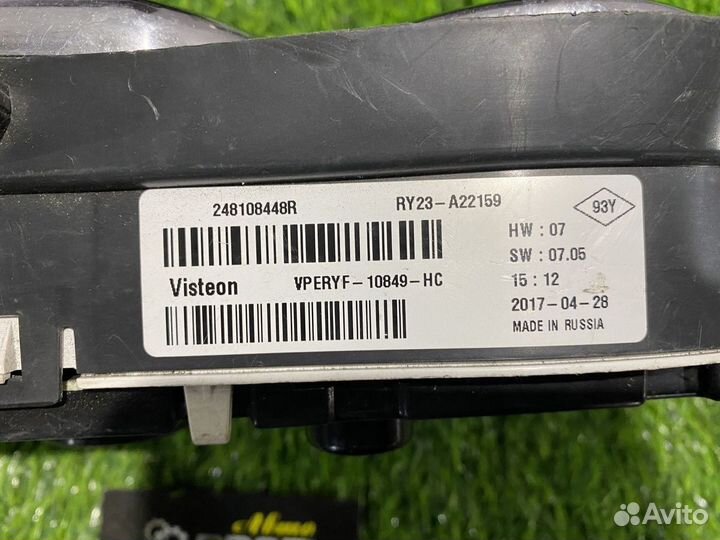 248108448R RY23-A22159 93Y
HW : 07
SW : 07.05
Visteon VPERYF-10849-HC 15 : 12
2017-04-28
MADE IN RUSSIA
Авто
Avito